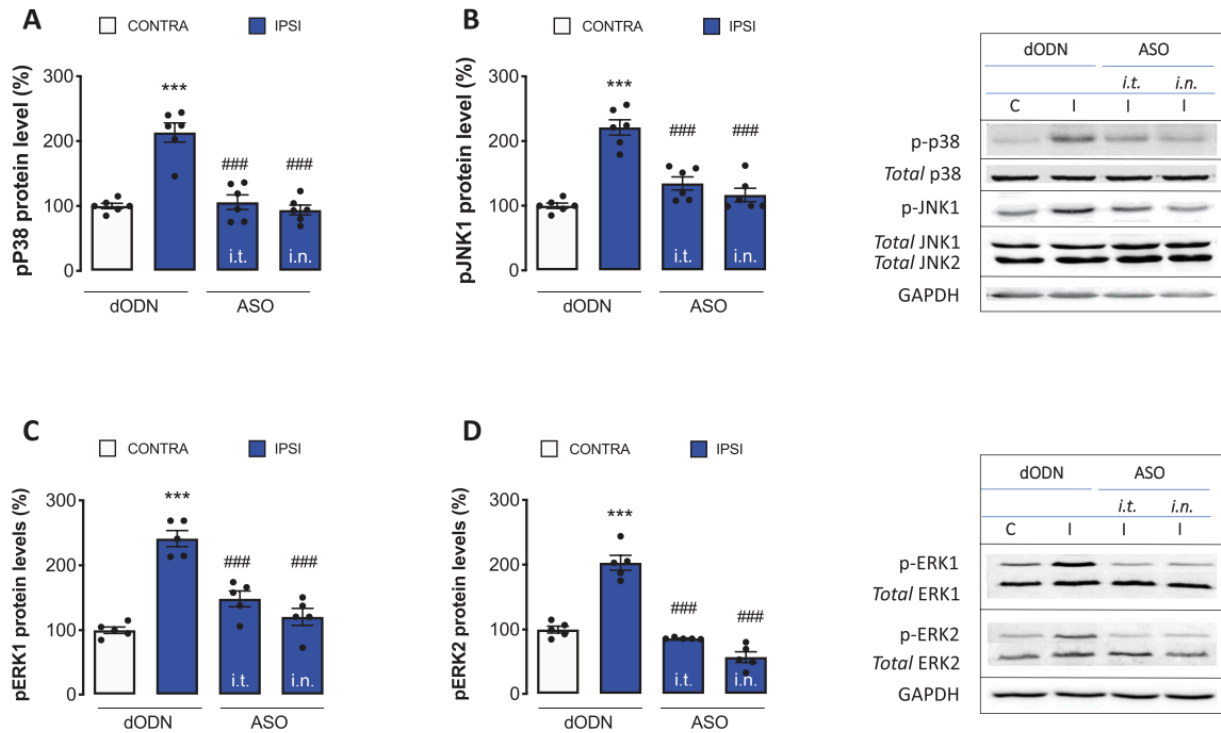 A
CONTRA IPSI
pP38 protein level (%)
300
200
100
0
***
###
###
i.t.
i.n.
dODN ASO
B
CONTRA IPSI
pJNK1 protein level (%)
300
200
100
0
***
###
###
i.t.
i.n.
dODN ASO
dODN ASO
i.t. i.n.
C I I I
p-p38
Total p38
p-JNK1
Total JNK1
Total JNK2
GAPDH
C
CONTRA IPSI
pERK1 protein levels (%)
300
200
100
0
***
###
###
i.t.
i.n.
dODN ASO
D
CONTRA IPSI
pERK2 protein levels (%)
300
200
100
0
***
###
###
i.t.
i.n.
dODN ASO
dODN ASO
i.t. i.n.
C I I I
p-ERK1
Total ERK1
p-ERK2
Total ERK2
GAPDH